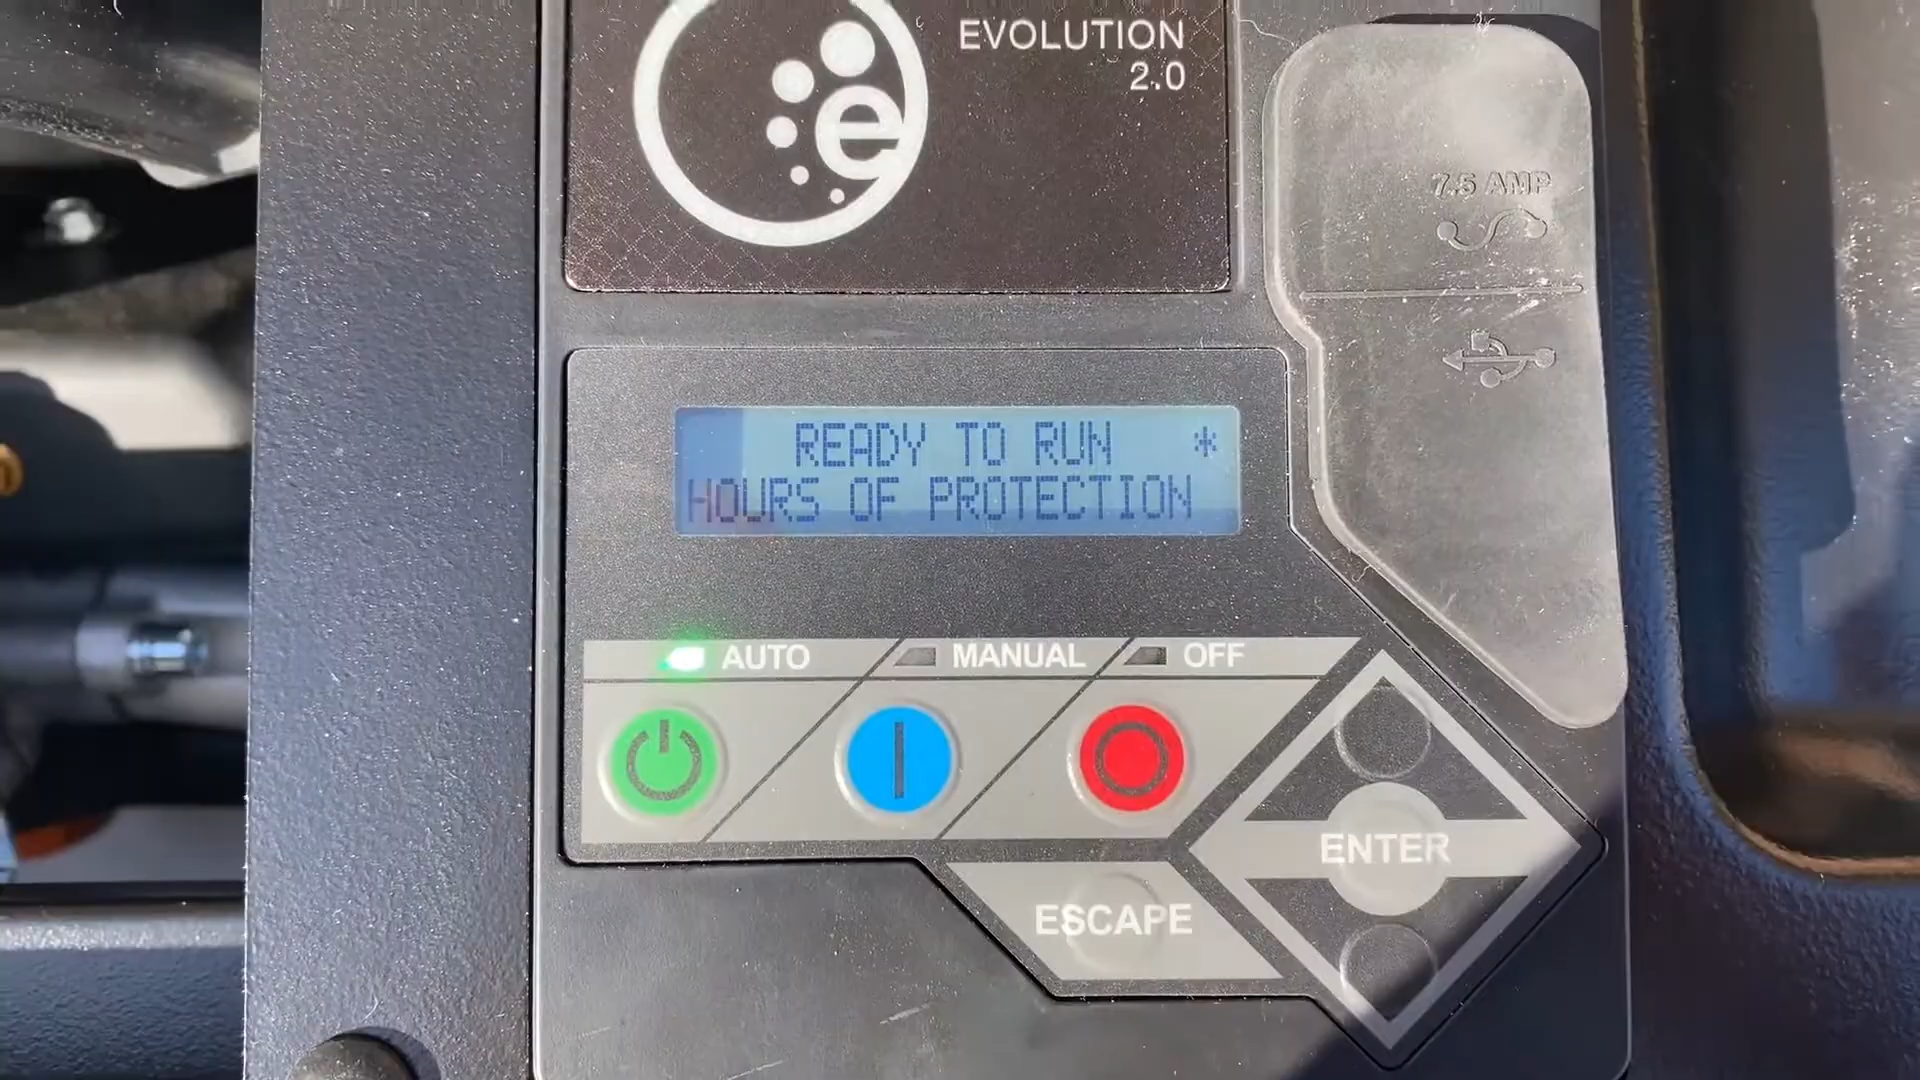 e
EVOLUTION
2.0
7.5 AMP
READY TO RUN *
HOURS OF PROTECTION
AUTO
MANUAL
OFF
ENTER
ESCAPE